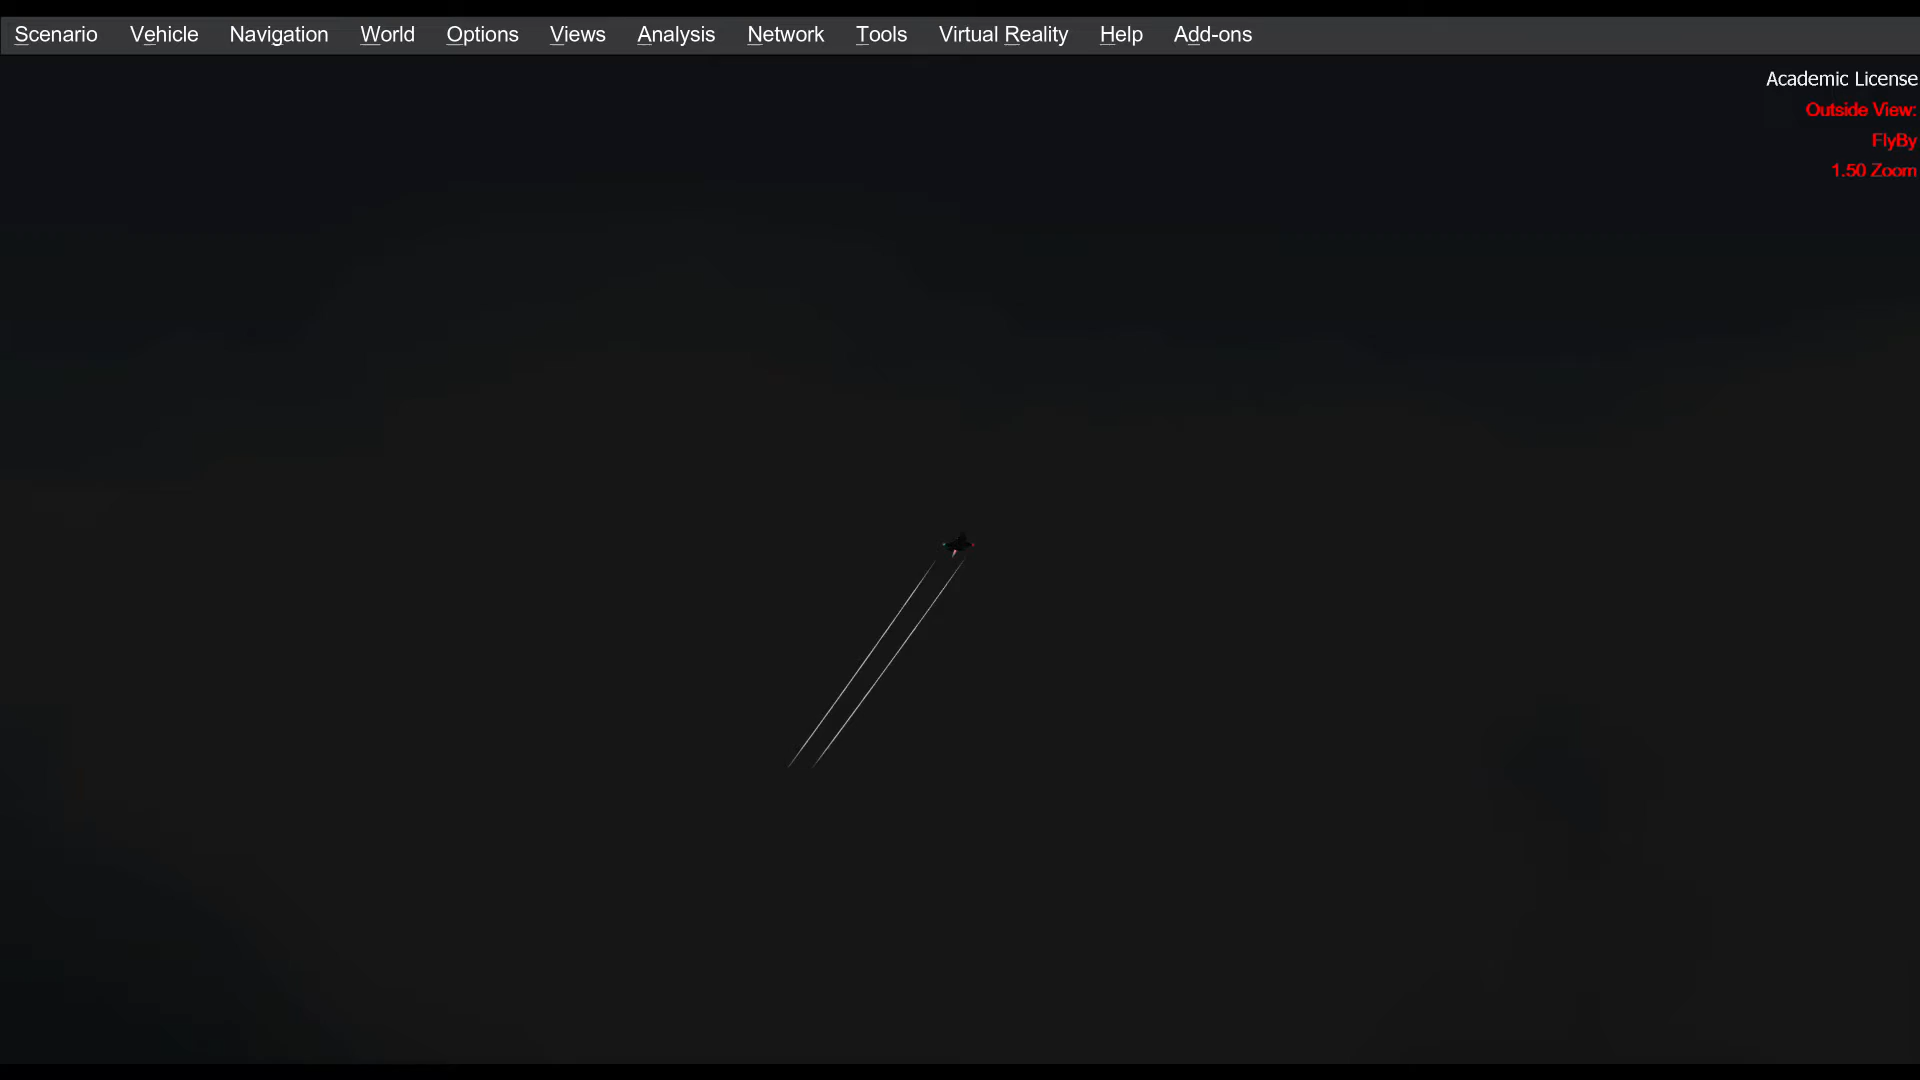 Scenario Vehicle Navigation World Options Views Analysis Network Tools Virtual Reality Help Add-ons
Academic License
Outside View:
FlyBy
1.50 Zoom